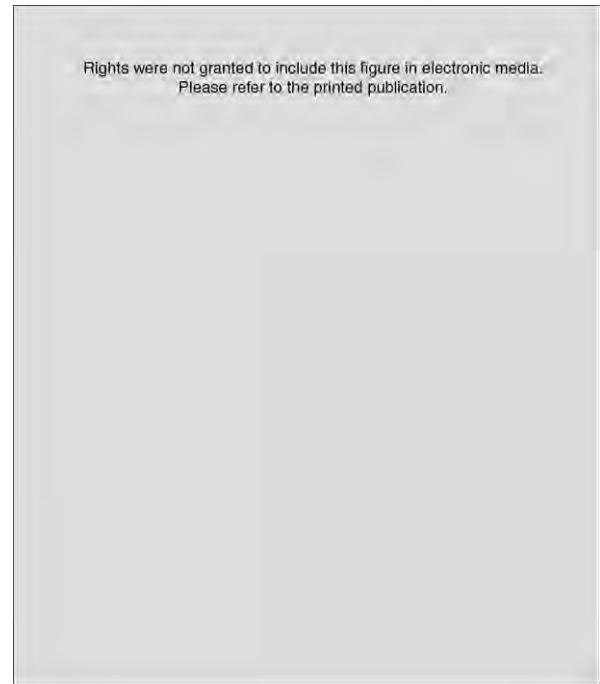 Rights were not granted to include this figure in electronic media.
Please refer to the printed publication.